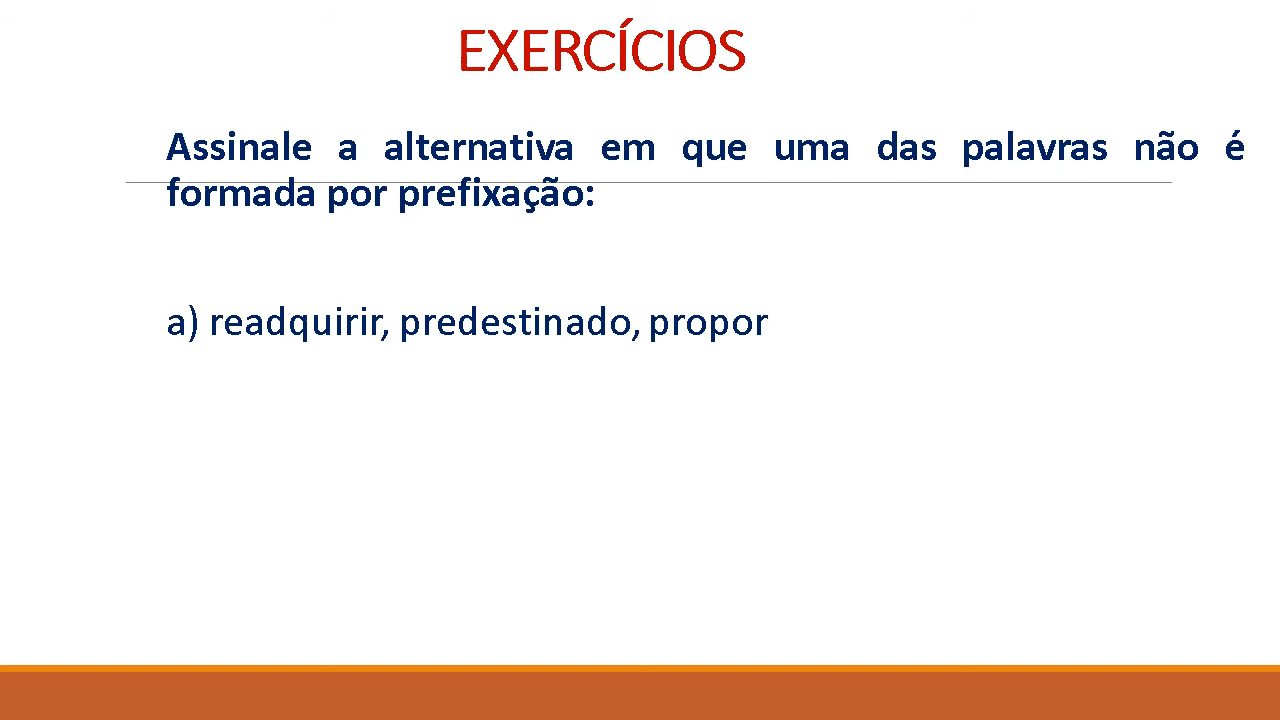 EXERCÍCIOS
Assinale a alternativa em que uma das palavras não é
formada por prefixação:
a) readquirir, predestinado, propor